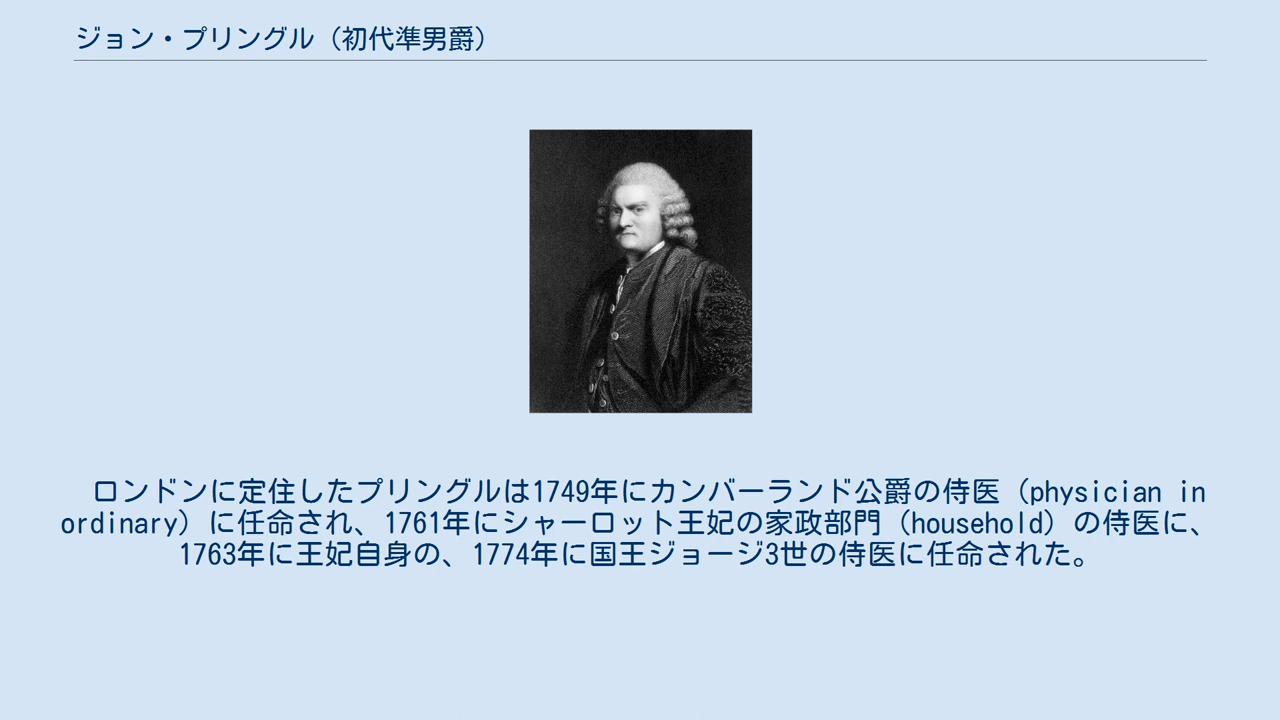 ジョン・プリングル（初代準男爵）
ロンドンに定住したプリングルは1749年にカンバーランド公爵の侍医（physician in
ordinary）に任命され、1761年にシャーロット王妃の家政部門（household）の侍医に、
1763年に王妃自身の、1774年に国王ジョージ3世の侍医に任命された。